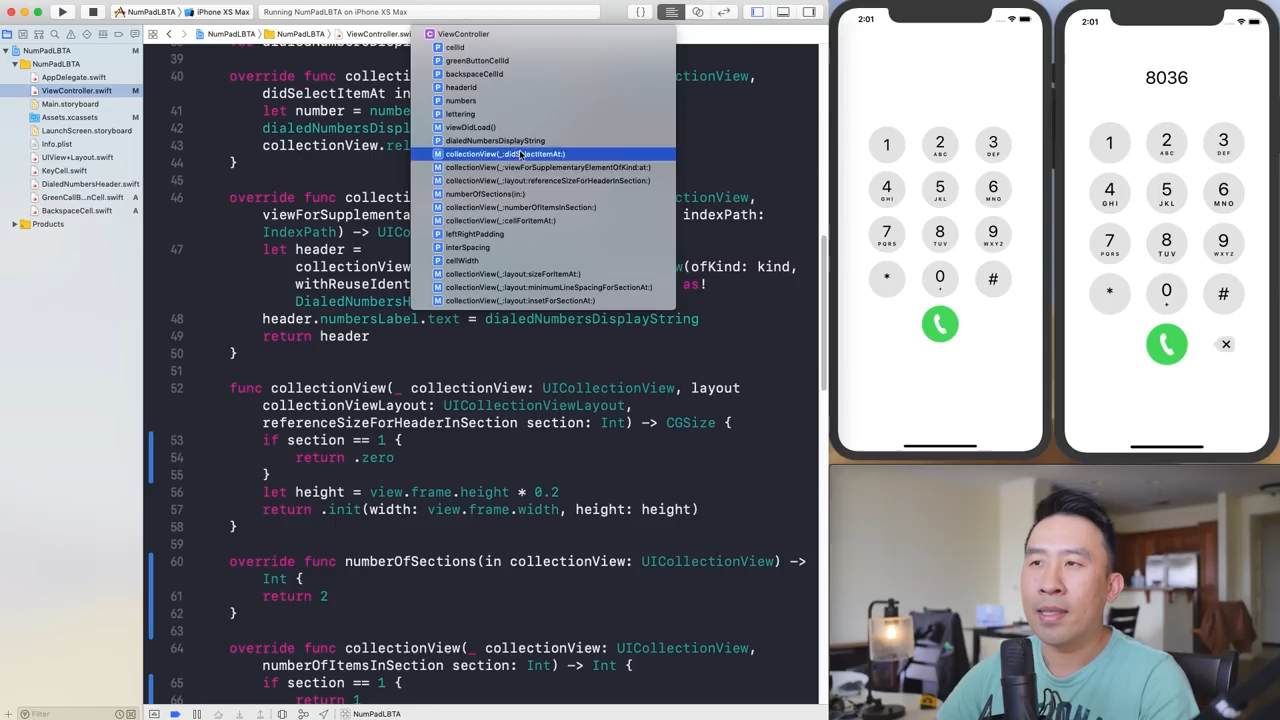 NumPadLBTA
iPhone XS Max
Running NumPadLBTA on iPhone XS Max
NumPadLBTA
M
NumPadLBTA
AppDelegate.swift
ViewController.swift
M
Main.storyboard
Assets.xcassets
M
LaunchScreen.storyboard
Info.plist
UIView+Layout.swift
KeyCell.swift
DialedNumbersHeader.swift
GreenCallB...nCell.swift
A
BackspaceCell.swift
A
Products
Filter
NumPadLBTA
NumPadLBTA
ViewController.swi
ViewController
cellId
greenButtonCellId
backspaceCellId
headerId
numbers
lettering
viewDidLoad()
dialedNumbersDisplayString
collectionView(_:didSelectItemAt:)
collectionView(_:viewForSupplementaryElementOfKind:at:)
collectionView(_:layout:referenceSizeForHeaderInSection:)
numberOfSections(in:)
collectionView(_:numberOfItemsInSection:)
collectionView(_:cellForItemAt:)
leftRightPadding
interSpacing
cellWidth
collectionView(_:layout:sizeForItemAt:)
collectionView(_:layout:minimumLineSpacingForSectionAt:)
collectionView(_:layout:insetForSectionAt:)
39
40 override func collec ctionView,
didSelectItemAt in
41 let number = numbe
42 dialedNumbersDispl
43 collectionView.rel
44 }
45
46 override func collec ctionView,
viewForSupplementa indexPath:
IndexPath) -> UICo
47 let header =
collectionView w(ofKind: kind,
withReuseIdent as!
DialedNumbersH
48 header.numbersLabel.text = dialedNumbersDisplayString
49 return header
50 }
51
52 func collectionView(_ collectionView: UICollectionView, layout
collectionViewLayout: UICollectionViewLayout,
referenceSizeForHeaderInSection section: Int) -> CGSize {
53 if section == 1 {
54 return .zero
55 }
56 let height = view.frame.height * 0.2
57 return .init(width: view.frame.width, height: height)
58 }
59
60 override func numberOfSections(in collectionView: UICollectionView) ->
Int {
61 return 2
62 }
63
64 override func collectionView(_ collectionView: UICollectionView,
numberOfItemsInSection section: Int) -> Int {
65 if section == 1 {
66 return 1
NumPadLBTA
2:01
1 2 3
ABC DEF
4 5 6
GHI JKL MNO
7 8 9
PQRS TUV WXYZ
* 0 #
+
2:01
8036
1 2 3
ABC DEF
4 5 6
GHI JKL MNO
7 8 9
PQRS TUV WXYZ
* 0 #
+